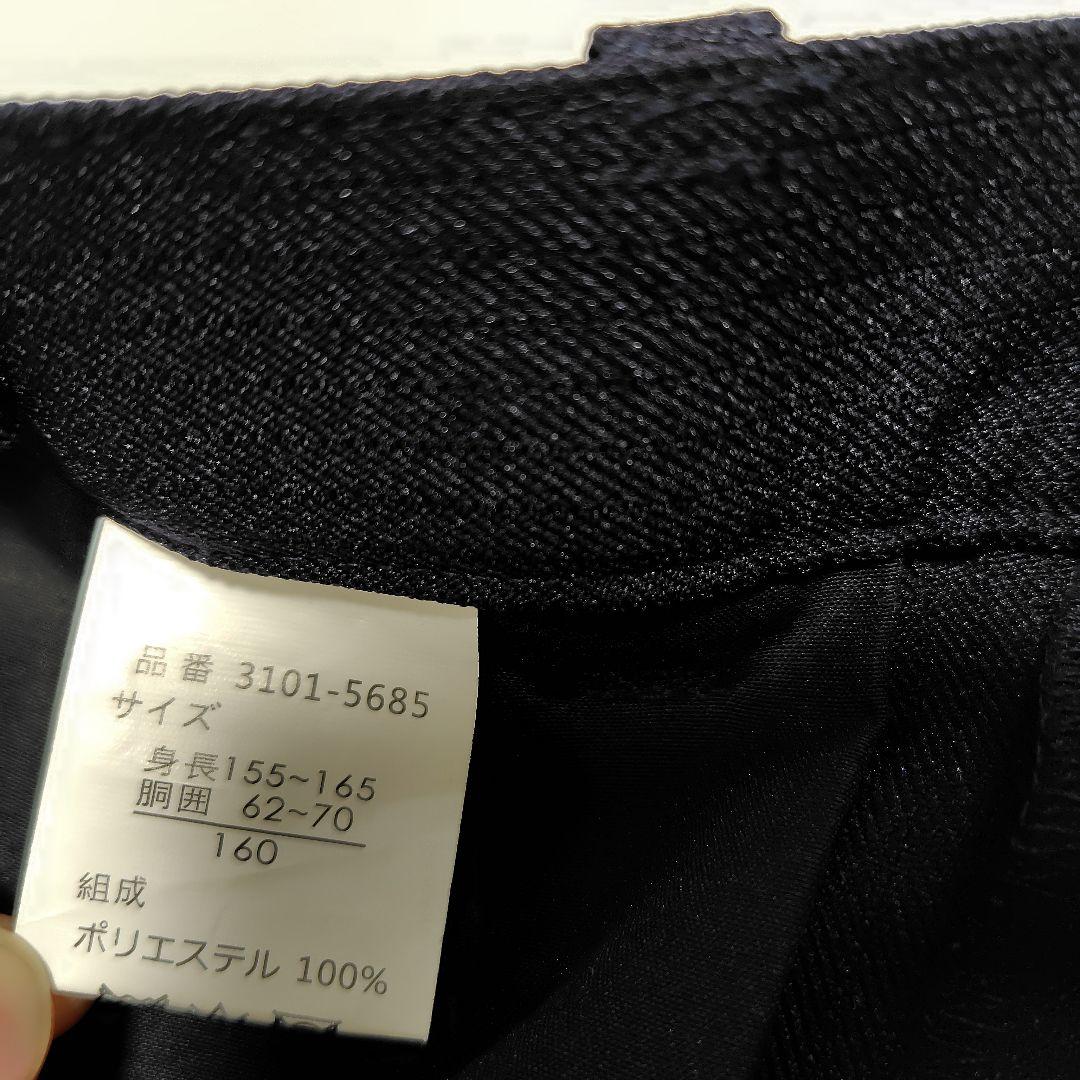 品番 3101-5685
サイズ
身長155~165
胴囲 62~70
160
組成
ポリエステル 100%